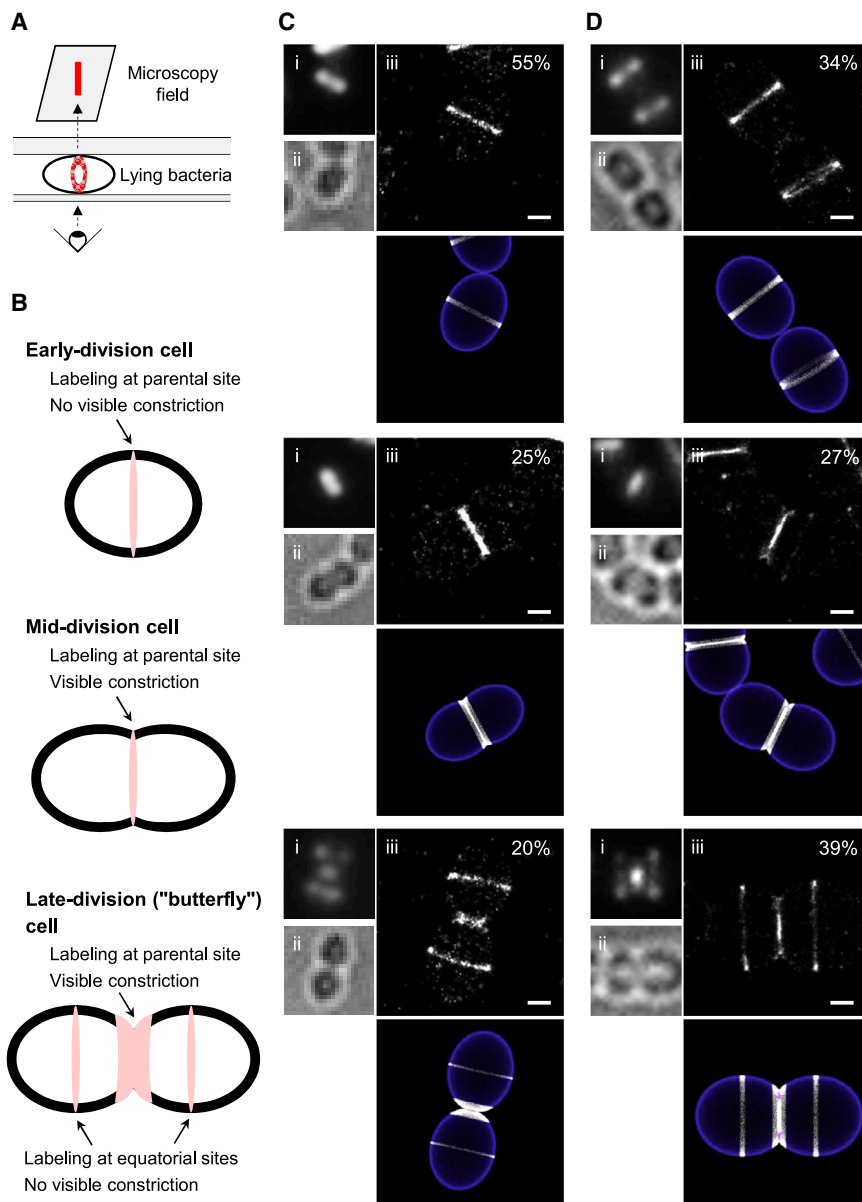 A
Microscopy
field
Lying bacteria
B
Early-division cell
Labeling at parental site
No visible constriction
Mid-division cell
Labeling at parental site
Visible constriction
Late-division ("butterfly")
cell
Labeling at parental site
Visible constriction
Labeling at equatorial sites
No visible constriction
C
i
iii
55%
ii
i
iii
25%
ii
i
iii
20%
ii
D
i
iii
34%
ii
i
iii
27%
ii
i
iii
39%
ii